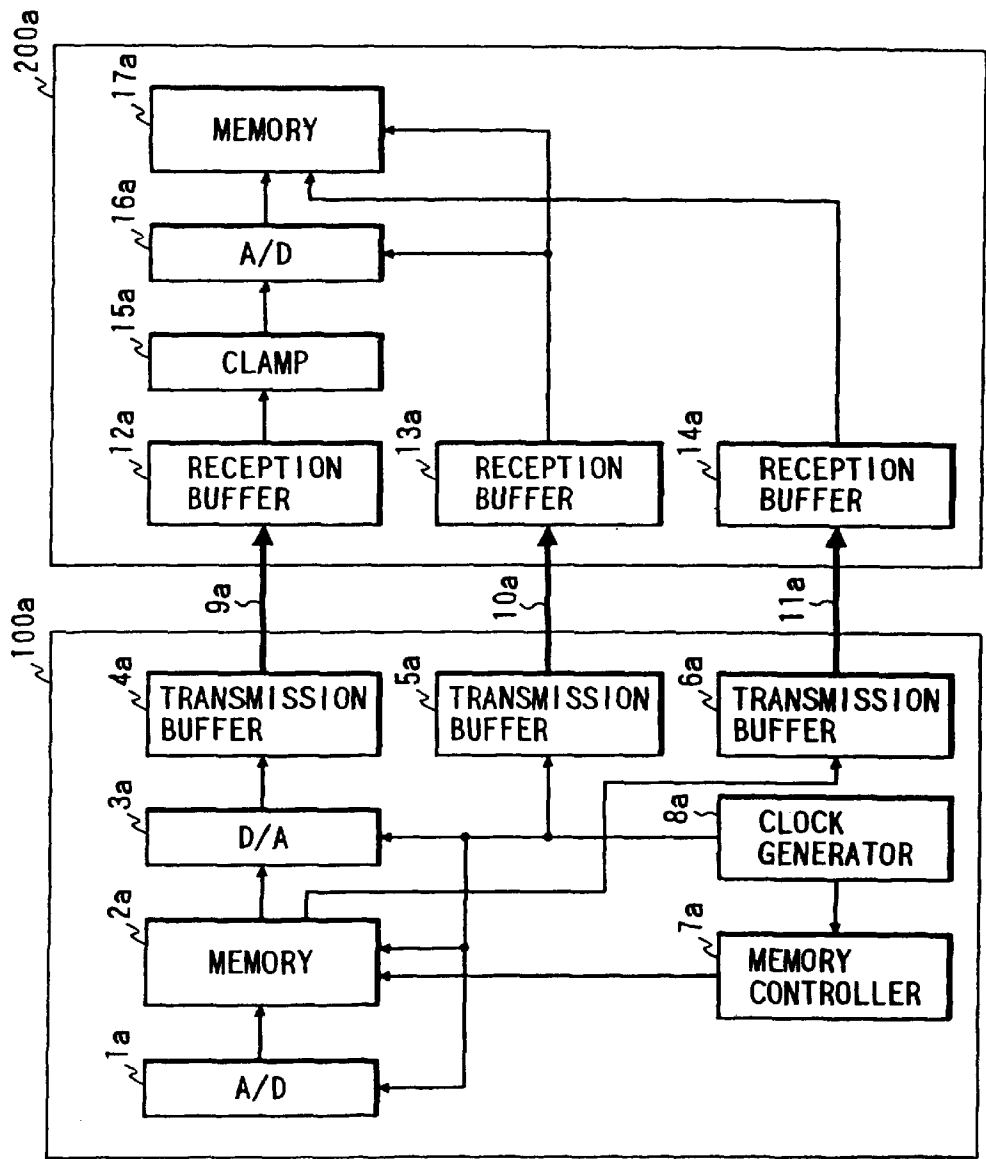 100a
1a
A/D
2a
MEMORY
3a
D/A
4a
TRANSMISSION
BUFFER
5a
TRANSMISSION
BUFFER
6a
TRANSMISSION
BUFFER
7a
MEMORY
CONTROLLER
8a
CLOCK
GENERATOR
9a
10a
11a
200a
12a
RECEPTION
BUFFER
13a
RECEPTION
BUFFER
14a
RECEPTION
BUFFER
15a
CLAMP
16a
A/D
17a
MEMORY